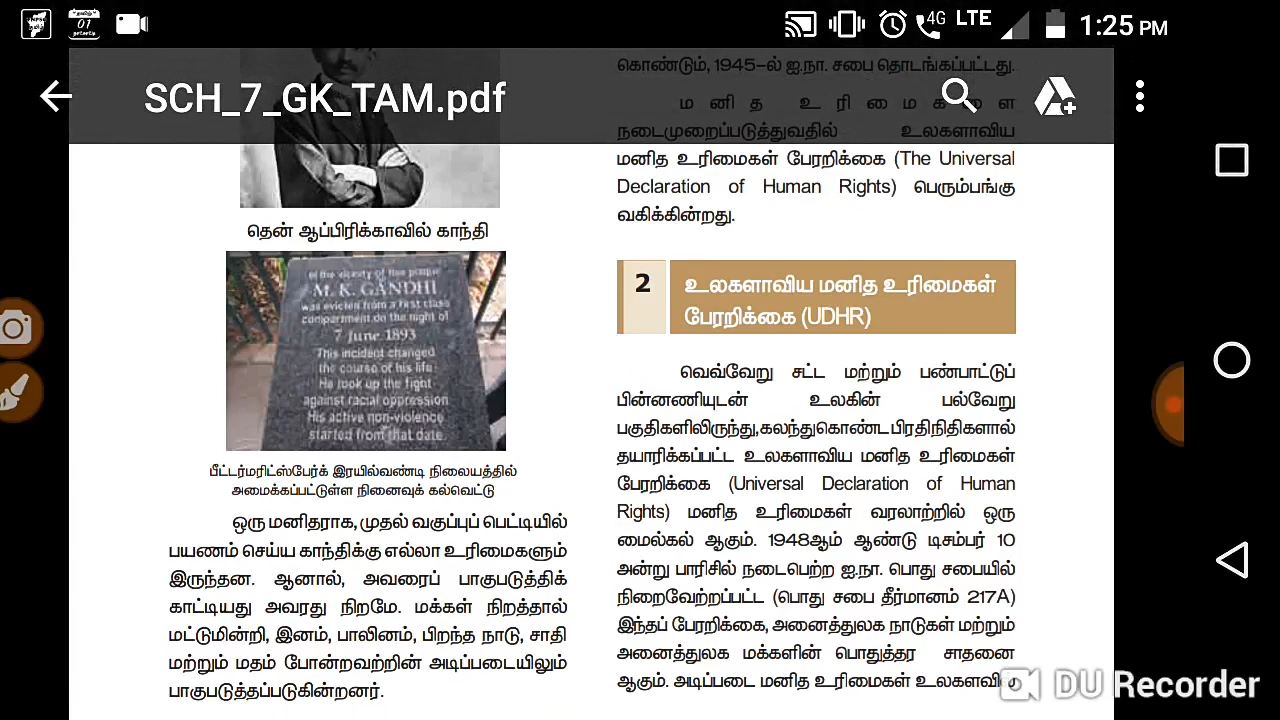 1:25 PM
4G
LTE
01
SCH_7_GK_TAM.pdf
தென் ஆப்பிரிக்காவில் காந்தி
In the vicinity of this plaque
M. K. GANDHI
was evicted from a first class
compartment on the night of
7 June 1893
This incident changed
the course of his life
He took up the fight
against racial oppression
His active non-violence
started from that date.
பீட்டர்மரிட்ஸ்பேர்க் இரயில்வண்டி நிலையத்தில்
அமைக்கப்பட்டுள்ள நினைவுக் கல்வெட்டு
ஒரு மனிதராக, முதல் வகுப்புப் பெட்டியில்
பயணம் செய்ய காந்திக்கு எல்லா உரிமைகளும்
இருந்தன. ஆனால், அவரைப் பாகுபடுத்திக்
காட்டியது அவரது நிறமே. மக்கள் நிறத்தால்
மட்டுமின்றி, இனம், பாலினம், பிறந்த நாடு, சாதி
மற்றும் மதம் போன்றவற்றின் அடிப்படையிலும்
பாகுபடுத்தப்படுகின்றனர்.
கொண்டும், 1945-ல் ஐ.நா. சபை தொடங்கப்பட்டது.
மனித உரிமைகளை
நடைமுறைப்படுத்துவதில் உலகளாவிய
மனித உரிமைகள் பேரறிக்கை (The Universal
Declaration of Human Rights) பெரும்பங்கு
வகிக்கின்றது.
2
உலகளாவிய மனித உரிமைகள்
பேரறிக்கை (UDHR)
வெவ்வேறு சட்ட மற்றும் பண்பாட்டுப்
பின்னணியுடன் உலகின் பல்வேறு
பகுதிகளிலிருந்து, கலந்துகொண்ட பிரதிநிதிகளால்
தயாரிக்கப்பட்ட உலகளாவிய மனித உரிமைகள்
பேரறிக்கை (Universal Declaration of Human
Rights) மனித உரிமைகள் வரலாற்றில் ஒரு
மைல்கல் ஆகும். 1948ஆம் ஆண்டு டிசம்பர் 10
அன்று பாரிசில் நடைபெற்ற ஐ.நா. பொது சபையில்
நிறைவேற்றப்பட்ட (பொது சபை தீர்மானம் 217A)
இந்தப் பேரறிக்கை, அனைத்துலக நாடுகள் மற்றும்
அனைத்துலக மக்களின் பொதுத்தர சாதனை
ஆகும். அடிப்படை மனித உரிமைகள் உலகளவில்
DU Recorder